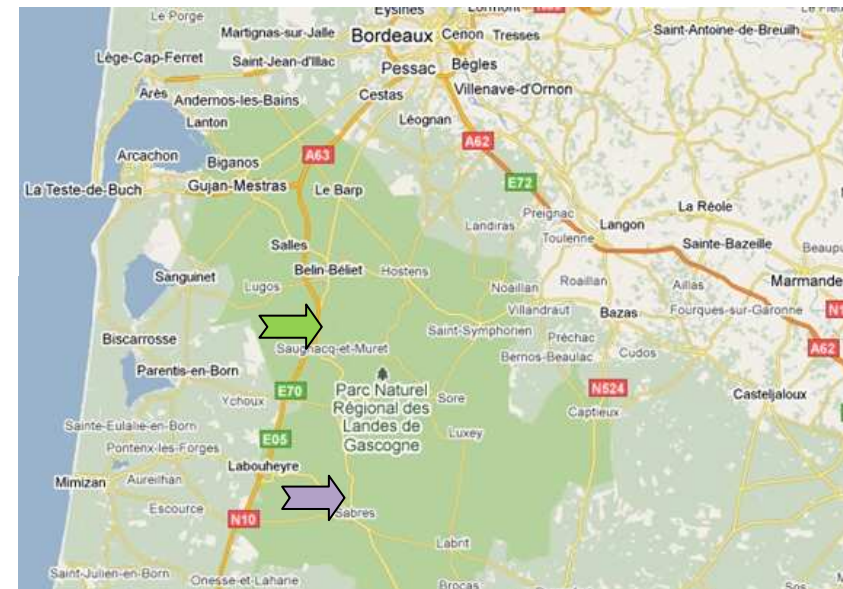 Le Porge
Eysines
Lormont
Martignas-sur-Jalle
Bordeaux
Cenon
Tresses
Saint-Antoine-de-Breuilh
Lège-Cap-Ferret
Saint-Jean-d'Illac
Pessac
Bègles
Arès
Andernos-les-Bains
Cestas
Villenave-d'Ornon
Lanton
Léognan
A62
Arcachon
Biganos
A63
E72
La Teste-de-Buch
Gujan-Mestras
Le Barp
Preignac
La Réole
Landiras
Langon
Toulenne
Salles
Sainte-Bazeille
Sanguinet
Belin-Béliet
Hostens
Roaillan
Aillas
Marmande
Lugos
Noaillan
Villandraut
Bazas
Fourques-sur-Garonne
Biscarrosse
Saint-Symphorien
Préchac
Saugnacq-et-Muret
Bernos-Beaulac
Cudos
A62
Parentis-en-Born
E70
Parc Naturel
Régional des
Landes de
Gascogne
N524
Casteljaloux
Ychoux
Sore
Captieux
Sainte-Eulalie-en-Born
Luxey
E05
Pontenx-les-Forges
Labouheyre
Mimizan
Aureilhan
Escource
N10
Sabres
Labrit
Saint-Julien-en-Born
Onesse-et-Laharie
Brocas
Sos